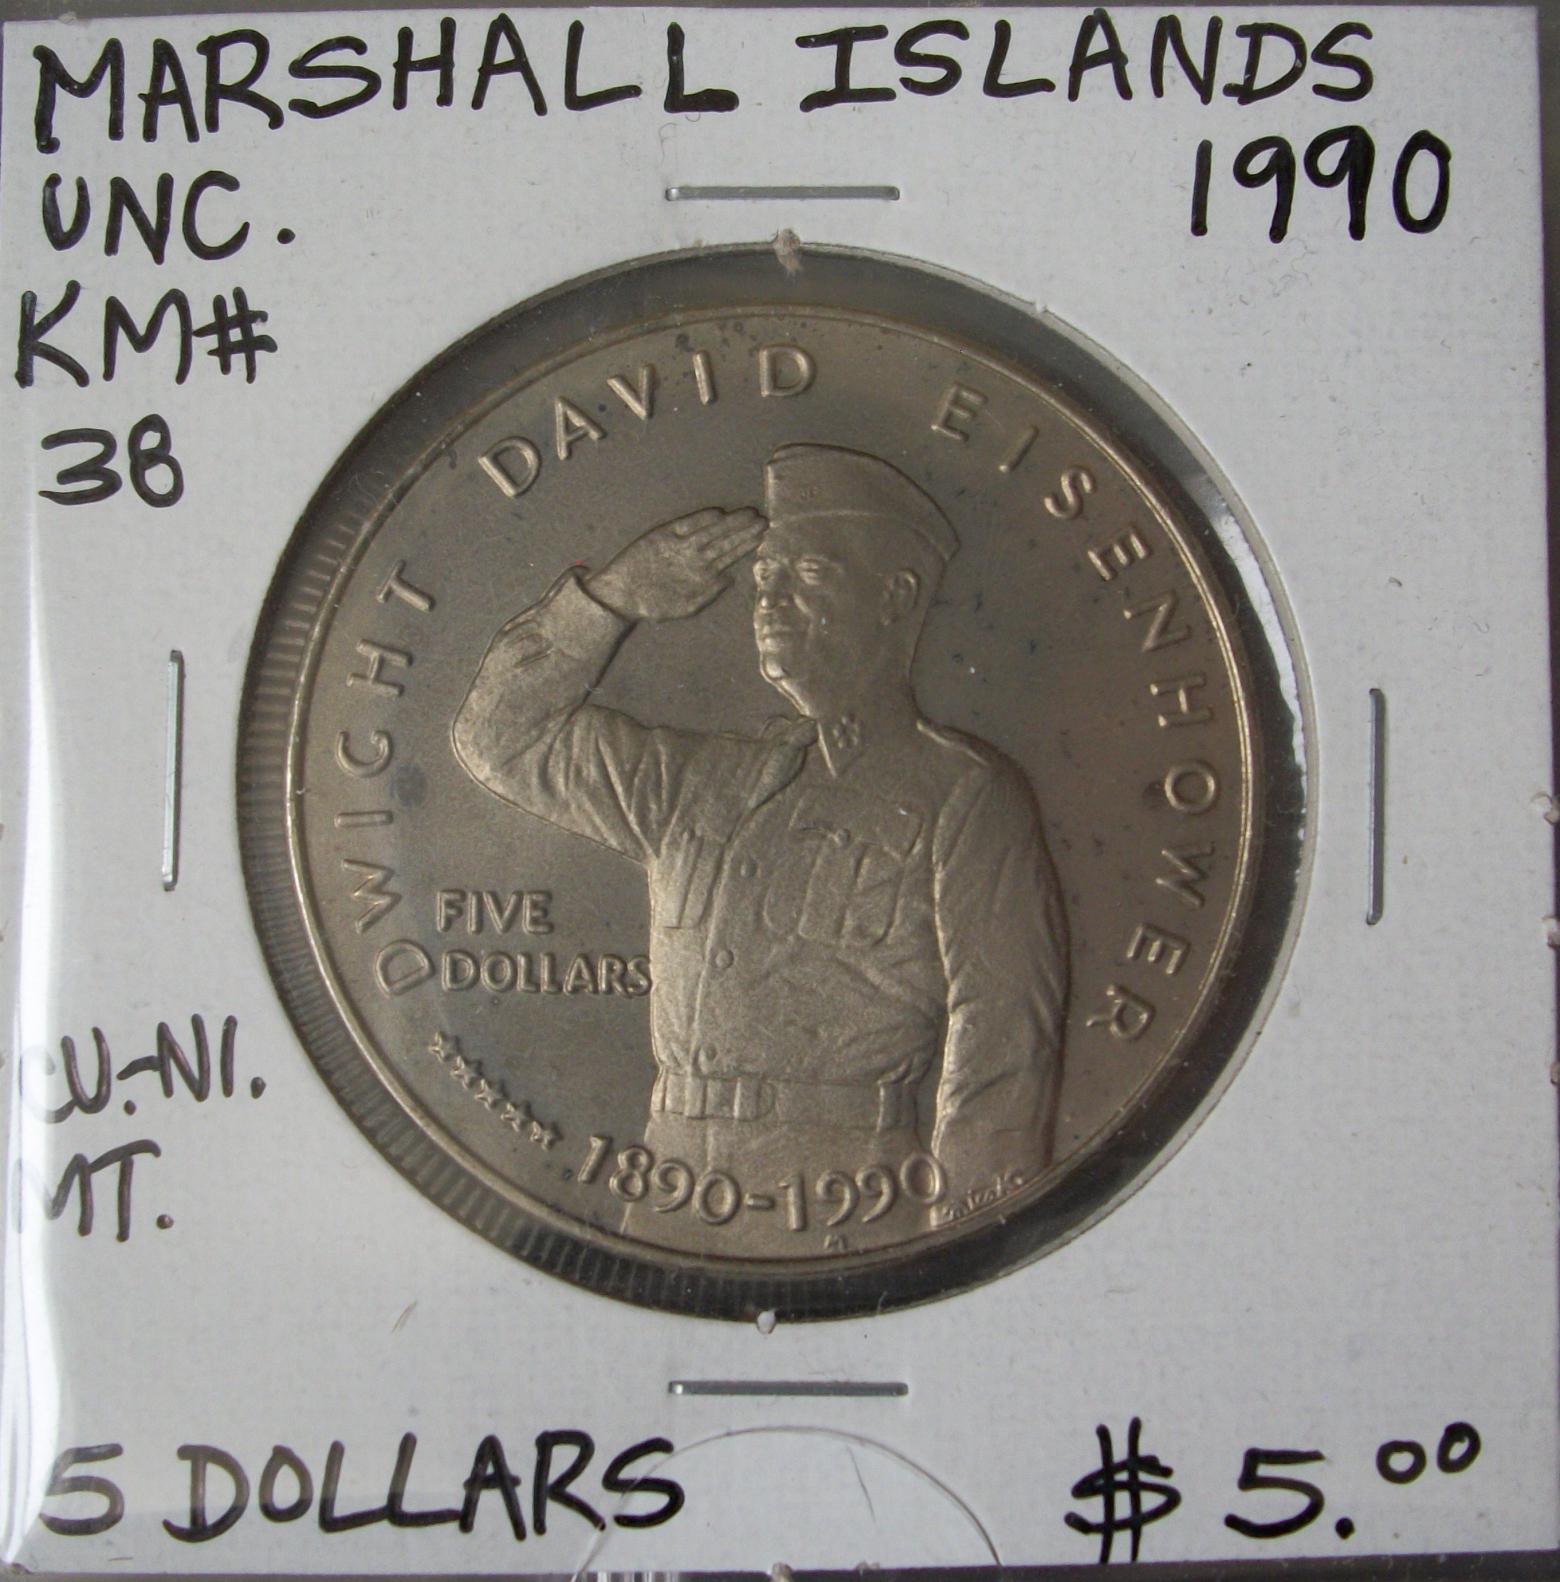 MARSHALL ISLANDS
1990
UNC.
KM#
38
DWIGHT DAVID EISENHOWER
FIVE
DOLLARS
1890-1990
M
CU.-NI.
MT.
5 DOLLARS
$5.00